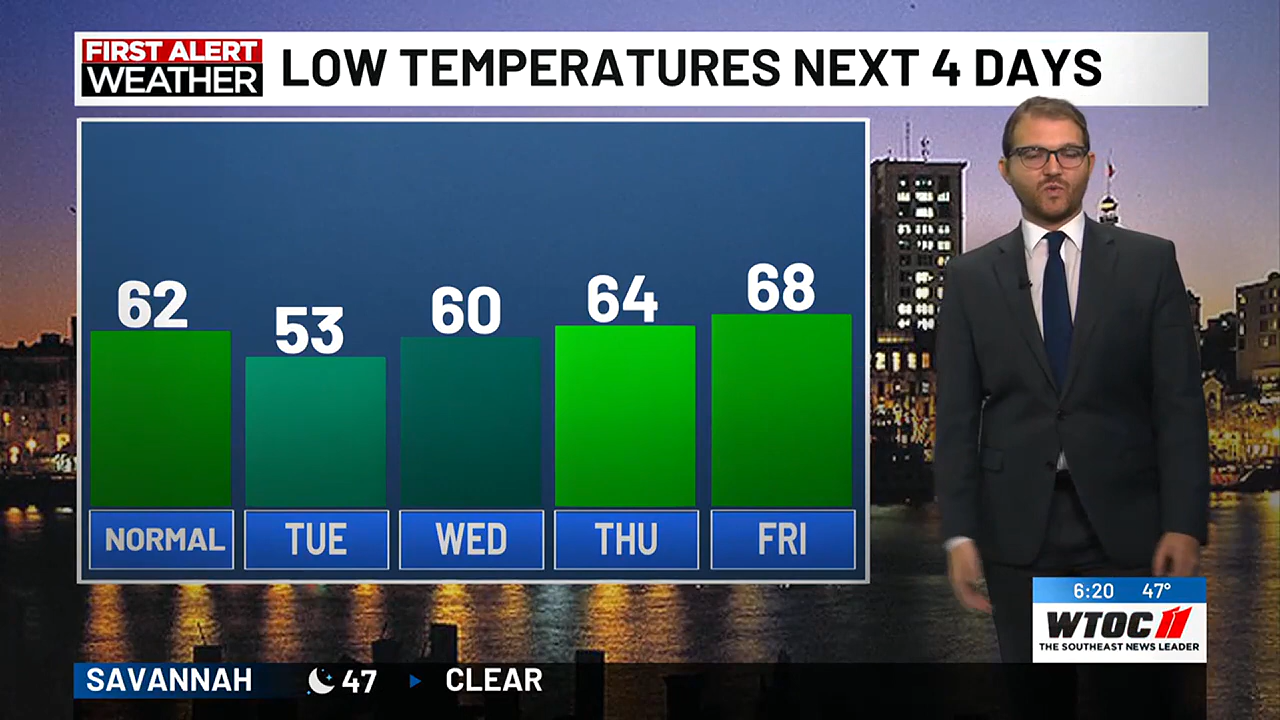 FIRST ALERT
WEATHER
LOW TEMPERATURES NEXT 4 DAYS
62
53
60
64
68
NORMAL
TUE
WED
THU
FRI
6:20 47°
WTOC 11
THE SOUTHEAST NEWS LEADER
SAVANNAH 47 CLEAR